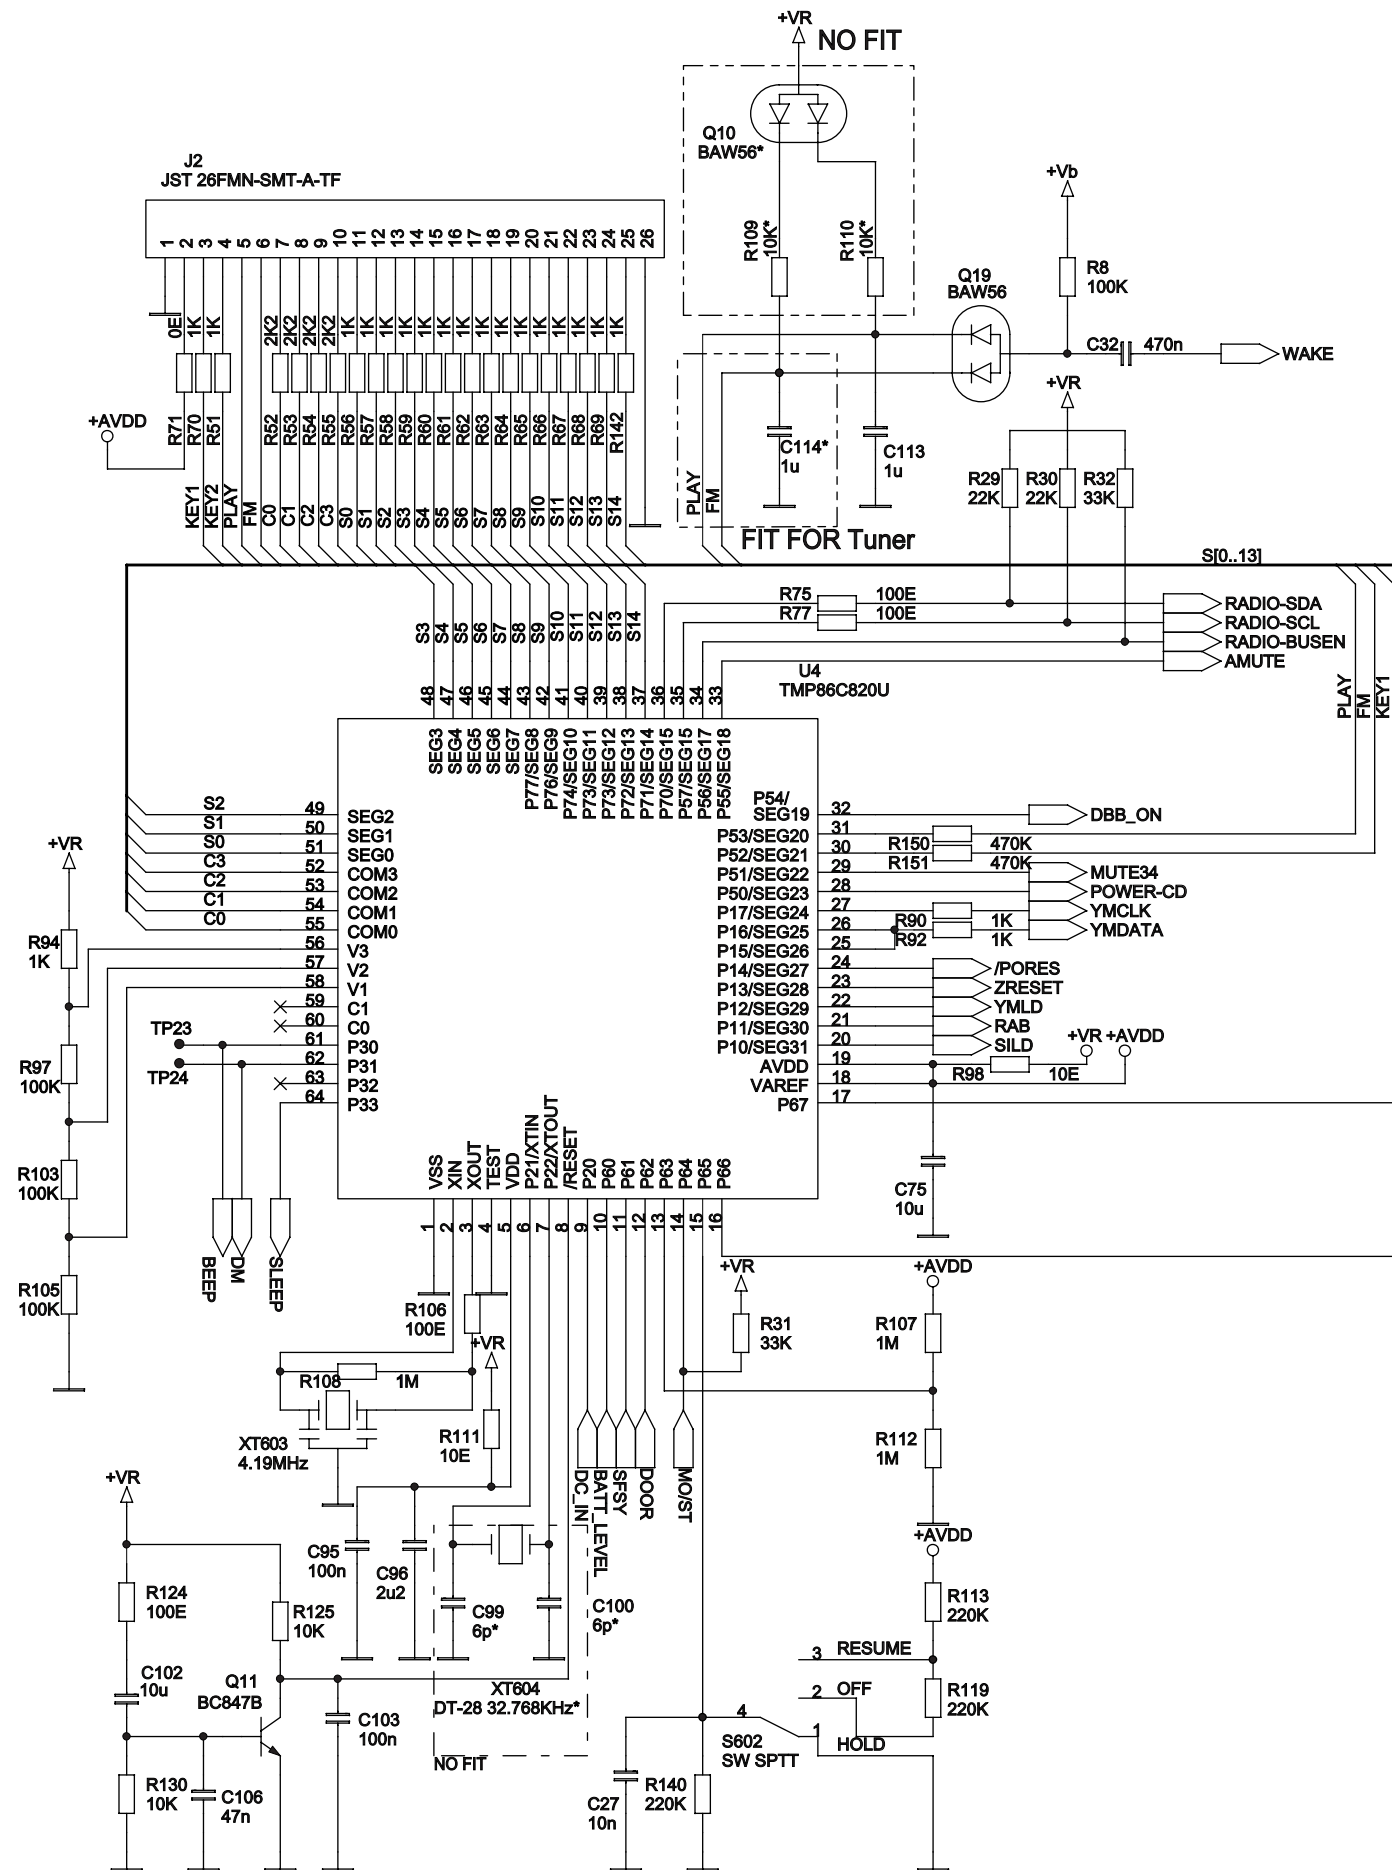 +VR
NO FIT
Q10
BAW56*
J2
JST 26FMN-SMT-A-TF
+Vb
1 2 3 4 5 6 7 8 9 10 11 12 13 14 15 16 17 18 19 20 21 22 23 24 25 26
R109
10K*
R110
10K*
Q19
BAW56
R8
100K
0E 1K 1K 2K2 2K2 2K2 2K2 1K 1K 1K 1K 1K 1K 1K 1K 1K 1K 1K 1K 1K 1K 1K
C32 470n
WAKE
+VR
+AVDD
R71 R70 R51 R52 R53 R54 R55 R56 R57 R58 R59 R60 R61 R62 R63 R64 R65 R66 R67 R68 R69 R142
C114*
1u
C113
1u
R29
22K
R30
22K
R32
33K
KEY1 KEY2 PLAY FM C0 C1 C2 C3 S0 S1 S2 S3 S4 S5 S6 S7 S8 S9 S10 S11 S12 S13 S14
PLAY
FM
FIT FOR Tuner
S[0..13]
R75 100E
R77 100E
RADIO-SDA
RADIO-SCL
RADIO-BUSEN
AMUTE
S3 S4 S5 S6 S7 S8 S9 S10 S11 S12 S13 S14
U4
TMP86C820U
PLAY
FM
KEY1
48 47 46 45 44 43 42 41 40 39 38 37 36 35 34 33
SEG3
SEG4
SEG5
SEG6
SEG7
P77/SEG8
P76/SEG9
P74/SEG10
P73/SEG11
P73/SEG12
P72/SEG13
P71/SEG14
P70/SEG15
P57/SEG15
P56/SEG17
P55/SEG18
S2 49 SEG2
S1 50 SEG1
S0 51 SEG0
C3 52 COM3
C2 53 COM2
C1 54 COM1
C0 55 COM0
56 V3
57 V2
58 V1
59 C1
60 C0
61 P30
62 P31
63 P32
64 P33
P54/
SEG19 32 DBB_ON
P53/SEG20 31
R150 470K
P52/SEG21 30
R151 470K
P51/SEG22 29 MUTE34
P50/SEG23 28 POWER-CD
P17/SEG24 27 YMCLK
R90 1K
P16/SEG25 26 YMDATA
R92 1K
P15/SEG26 25
P14/SEG27 24 /PORES
P13/SEG28 23 ZRESET
P12/SEG29 22 YMLD
P11/SEG30 21 RAB
P10/SEG31 20 SILD
+VR +AVDD
AVDD 19
R98 10E
VAREF 18
P67 17
+VR
R94
1K
TP23
TP24
R97
100K
R103
100K
R105
100K
VSS
XIN
XOUT
TEST
VDD
P21/XTIN
P22/XTOUT
/RESET
P20
P60
P61
P62
P63
P64
P65
P66
1 2 3 4 5 6 7 8 9 10 11 12 13 14 15 16
C75
10u
BEEP
DM
SLEEP
+VR
+AVDD
R106
100E
+VR
R31
33K
R107
1M
R108 1M
R111
10E
XT603
4.19MHz
R112
1M
DC_IN
BATT_LEVEL
SFSY
DOOR
MO/ST
+VR
+AVDD
C95
100n
C96
2u2
C99
6p*
C100
6p*
R124
100E
R125
10K
R113
220K
3 RESUME
C102
10u
Q11
BC847B
XT604
DT-28 32.768KHz*
2 OFF
R119
220K
C103
100n
4
S602
SW SPTT
1
HOLD
NO FIT
R130
10K
C106
47n
C27
10n
R140
220K